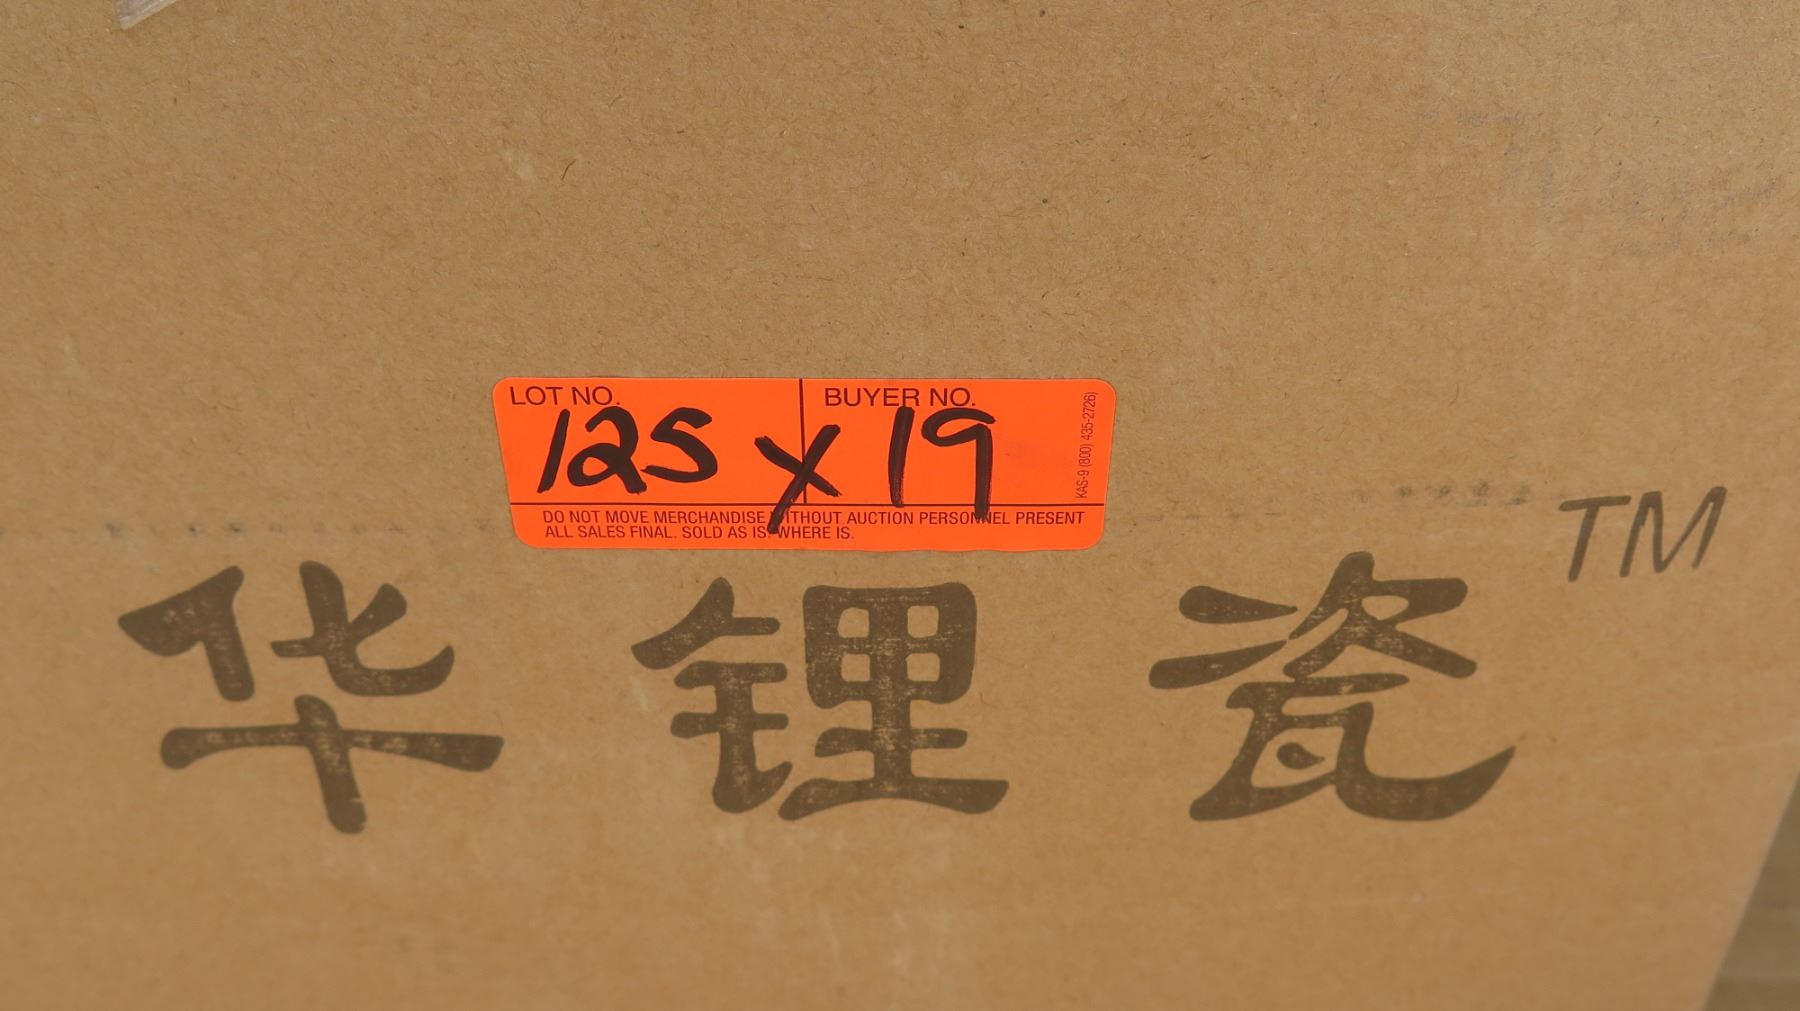 LOT NO. BUYER NO.
125 x 19
KAS-9 (800) 435-2726)
DO NOT MOVE MERCHANDISE WITHOUT AUCTION PERSONNEL PRESENT
ALL SALES FINAL. SOLD AS IS. WHERE IS.
TM
华锂瓷